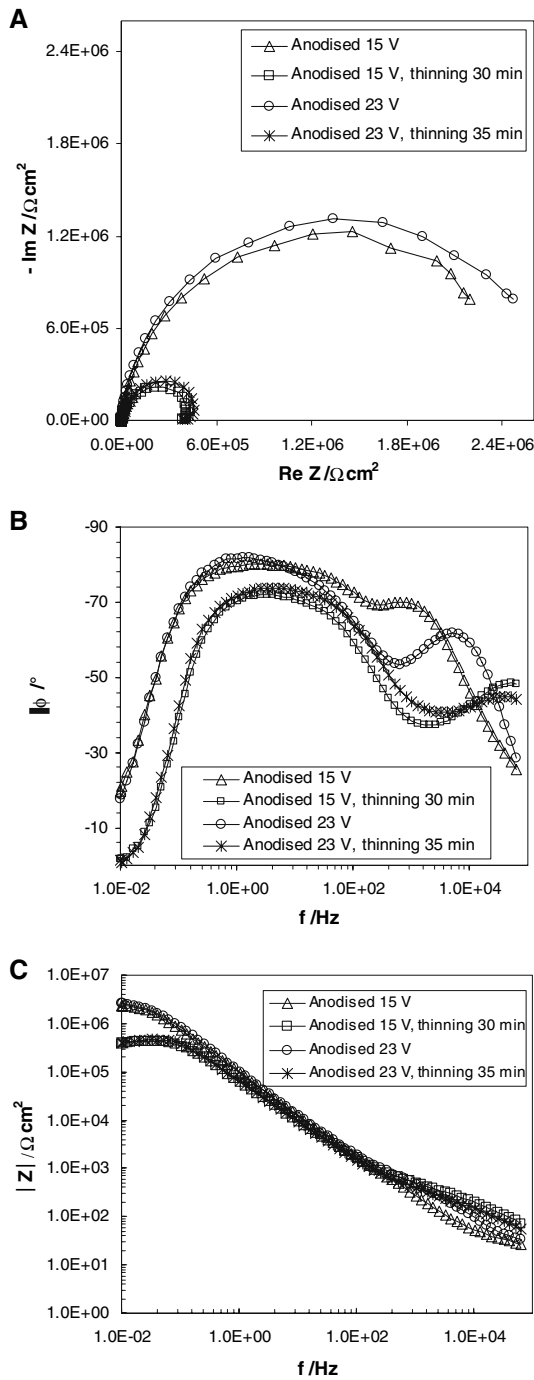 A
2.4E+06
1.8E+06
1.2E+06
6.0E+05
0.0E+00
- Im Z /Ω cm²
Anodised 15 V
Anodised 15 V, thinning 30 min
Anodised 23 V
Anodised 23 V, thinning 35 min
0.0E+00 6.0E+05 1.2E+06 1.8E+06 2.4E+06
Re Z /Ω cm²
B
-90
-70
-50
-30
-10
ϕ /°
Anodised 15 V
Anodised 15 V, thinning 30 min
Anodised 23 V
Anodised 23 V, thinning 35 min
1.0E-02 1.0E+00 1.0E+02 1.0E+04
f /Hz
C
1.0E+07
1.0E+06
1.0E+05
1.0E+04
1.0E+03
1.0E+02
1.0E+01
1.0E+00
| Z | /Ω cm²
Anodised 15 V
Anodised 15 V, thinning 30 min
Anodised 23 V
Anodised 23 V, thinning 35 min
1.0E-02 1.0E+00 1.0E+02 1.0E+04
f /Hz